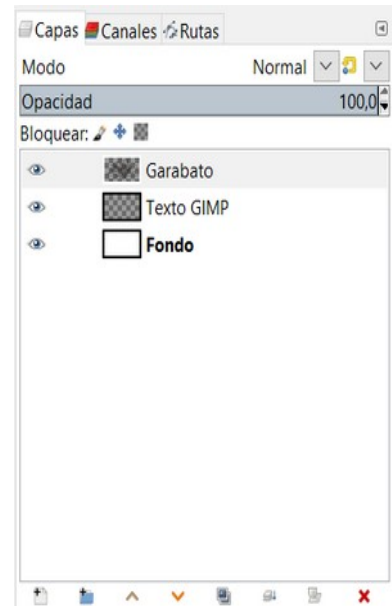 Capas Canales Rutas
Modo Normal
Opacidad 100,0
Bloquear:
Garabato
Texto GIMP
Fondo